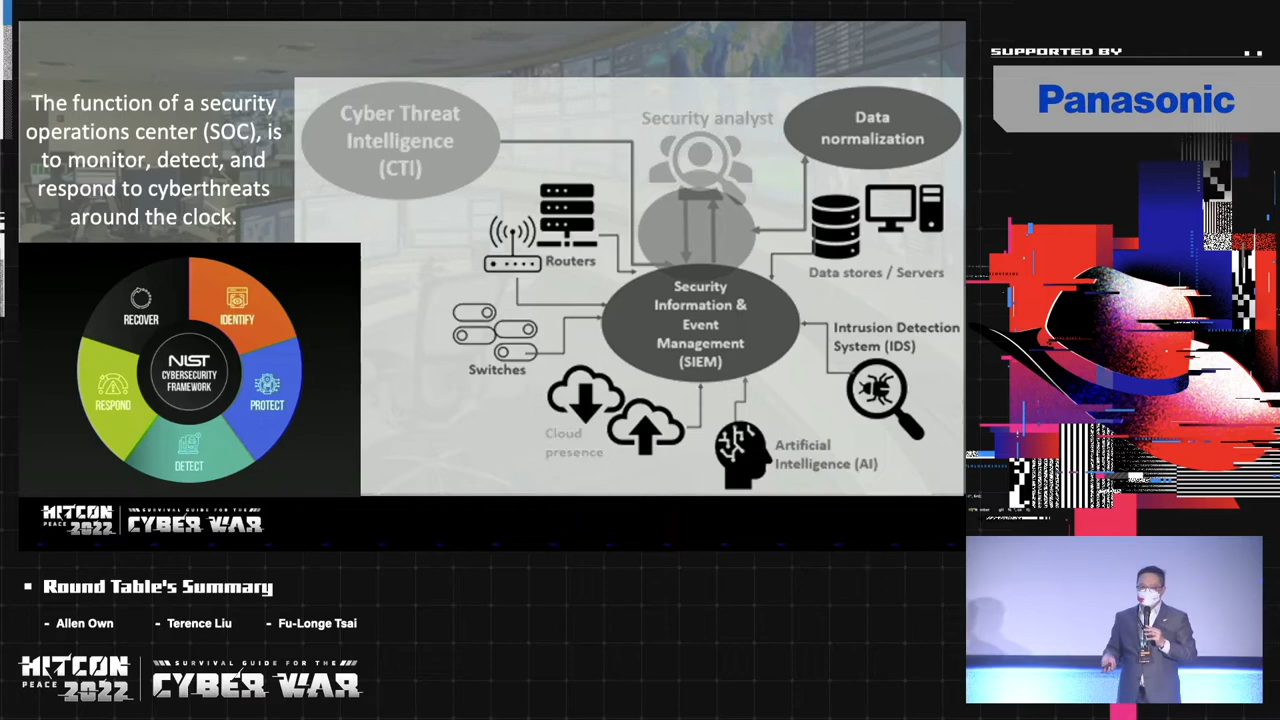 The function of a security
operations center (SOC), is
to monitor, detect, and
respond to cyberthreats
around the clock.
Cyber Threat
Intelligence
(CTI)
Security analyst
Data
normalization
Routers
Data stores / Servers
Security
Information &
Event
Management
(SIEM)
Intrusion Detection
System (IDS)
Switches
Cloud
presence
Artificial
Intelligence (AI)
RECOVER
IDENTIFY
NIST
CYBERSECURITY
FRAMEWORK
RESPOND
PROTECT
DETECT
HITCON
PEACE 2022
SURVIVAL GUIDE FOR THE
CYBER WAR
SUPPORTED BY
Panasonic
Round Table's Summary
- Allen Own
- Terence Liu
- Fu-Longe Tsai
HITCON
PEACE 2022
SURVIVAL GUIDE FOR THE
CYBER WAR